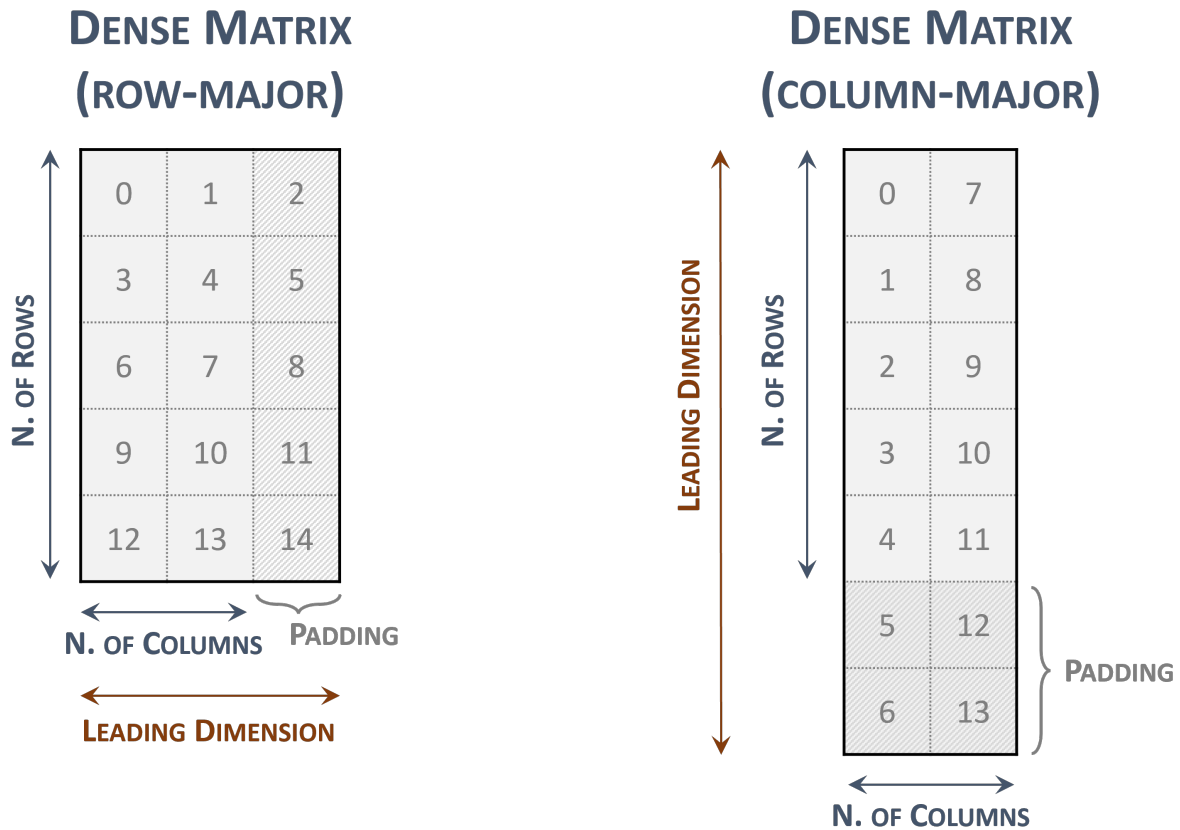 DENSE MATRIX
(ROW-MAJOR)
N. OF ROWS
0 1 2
3 4 5
6 7 8
9 10 11
12 13 14
N. OF COLUMNS
PADDING
LEADING DIMENSION
DENSE MATRIX
(COLUMN-MAJOR)
LEADING DIMENSION
N. OF ROWS
0 7
1 8
2 9
3 10
4 11
5 12
6 13
PADDING
N. OF COLUMNS